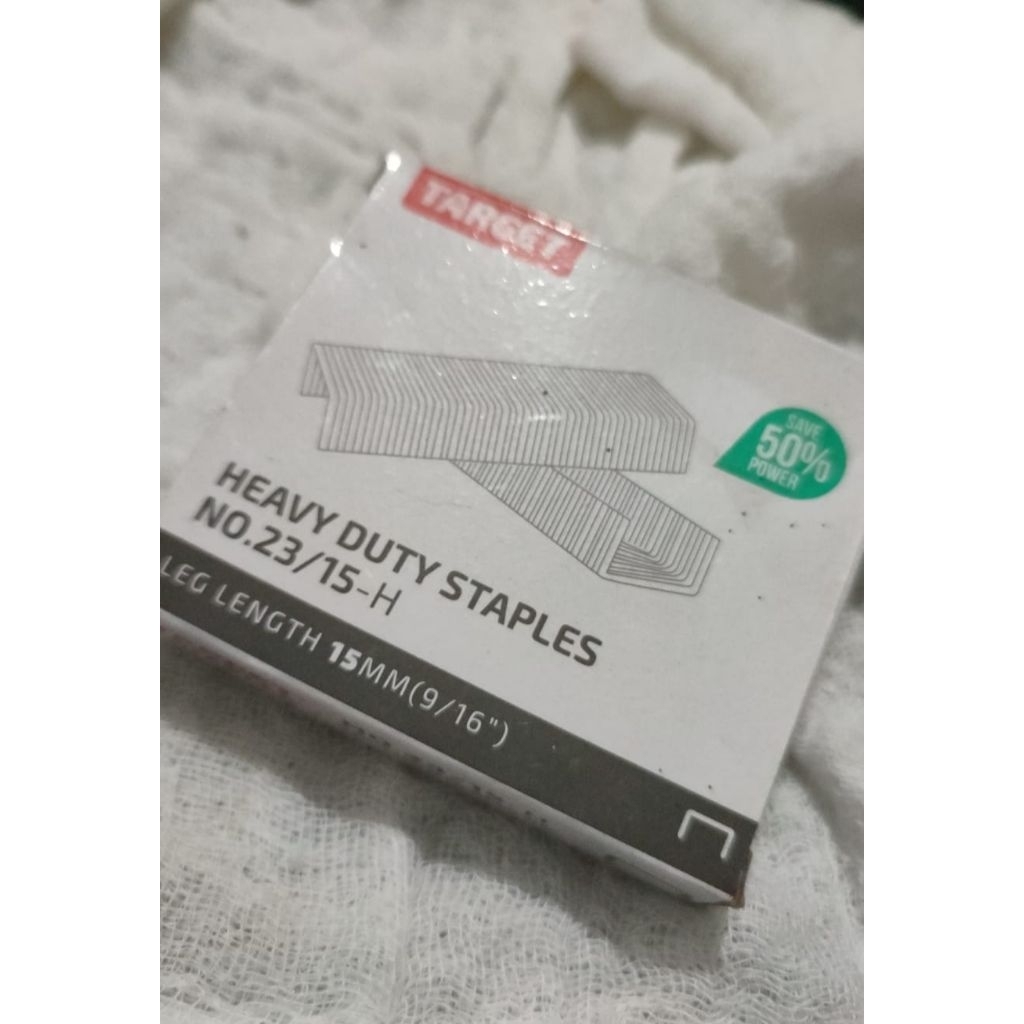 TARGET
SAVE
50%
POWER
HEAVY DUTY STAPLES
NO.23/15-H
LEG LENGTH 15MM(9/16")